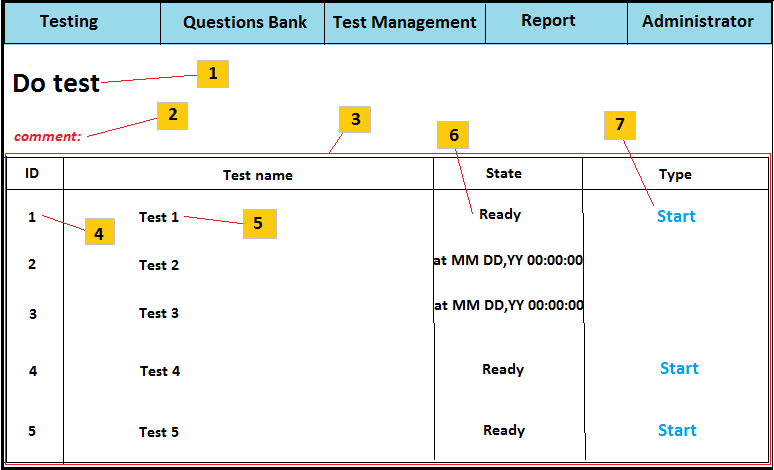 Testing Questions Bank Test Management Report Administrator
Do test 1
2
comment:
3
6
7
ID Test name State Type
1 Test 1 Ready Start
4
5
2 Test 2 at MM DD,YY 00:00:00
3 Test 3 at MM DD,YY 00:00:00
4 Test 4 Ready Start
5 Test 5 Ready Start